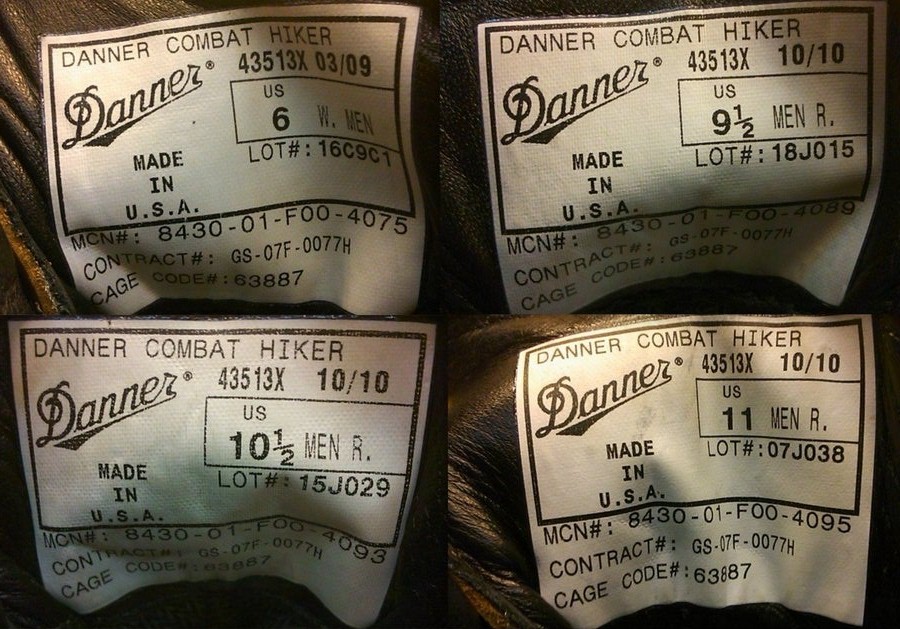 DANNER COMBAT HIKER
Danner® 43513X 03/09
US
6 W. MEN
LOT#: 16C9C1
MADE
IN
U.S.A.
MCN#: 8430-01-F00-4075
CONTRACT#: GS-07F-0077H
CAGE CODE#: 63887
DANNER COMBAT HIKER
Danner® 43513X 10/10
US
9½ MEN R.
LOT#: 18J015
MADE
IN
U.S.A.
MCN#: 8430-01-F00-4089
CONTRACT#: GS-07F-0077H
CAGE CODE#: 63887
DANNER COMBAT HIKER
Danner® 43513X 10/10
US
10½ MEN R.
LOT#: 15J029
MADE
IN
U.S.A.
MCN#: 8430-01-F00-4093
CONTRACT#: GS-07F-0077H
CAGE CODE#: 63887
DANNER COMBAT HIKER
Danner® 43513X 10/10
US
11 MEN R.
LOT#: 07J038
MADE
IN
U.S.A.
MCN#: 8430-01-F00-4095
CONTRACT#: GS-07F-0077H
CAGE CODE#: 63887